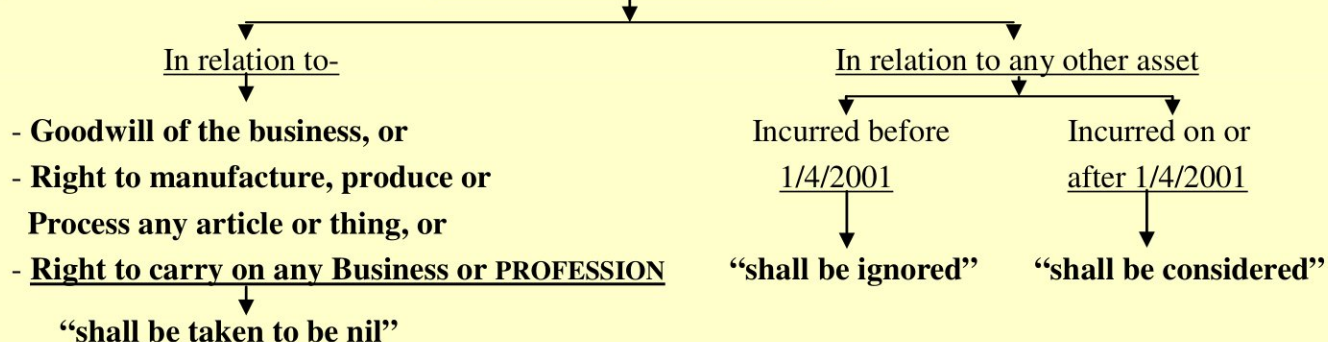 In relation to-
- Goodwill of the business, or
- Right to manufacture, produce or
Process any article or thing, or
- Right to carry on any Business or PROFESSION
“shall be taken to be nil”
In relation to any other asset
Incurred before
1/4/2001
“shall be ignored”
Incurred on or
after 1/4/2001
“shall be considered”